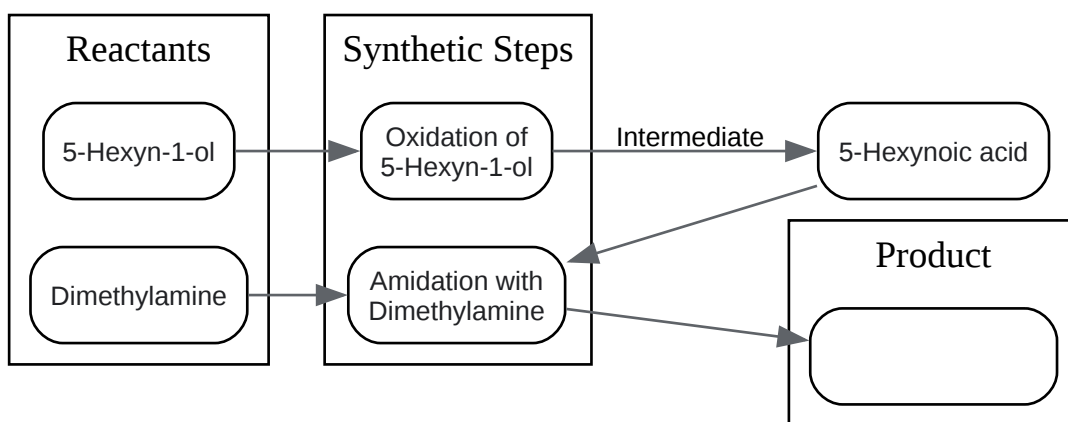 Reactants
Synthetic Steps
5-Hexyn-1-ol
Oxidation of
5-Hexyn-1-ol
Intermediate
5-Hexynoic acid
Product
Dimethylamine
Amidation with
Dimethylamine